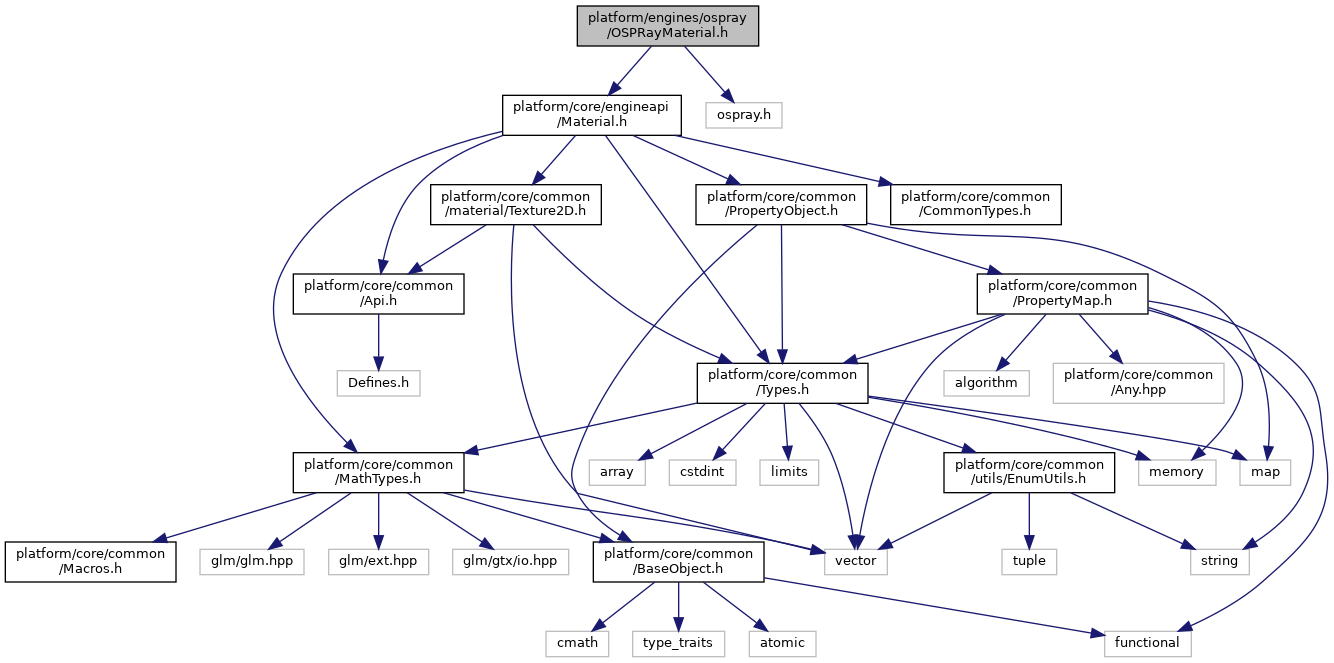 platform/engines/ospray
/OSPRayMaterial.h
platform/core/engineapi
/Material.h
ospray.h
platform/core/common
/material/Texture2D.h
platform/core/common
/PropertyObject.h
platform/core/common
/CommonTypes.h
platform/core/common
/Api.h
platform/core/common
/PropertyMap.h
Defines.h
platform/core/common
/Types.h
algorithm
platform/core/common
/Any.hpp
platform/core/common
/MathTypes.h
array
cstdint
limits
platform/core/common
/utils/EnumUtils.h
memory
map
platform/core/common
/Macros.h
glm/glm.hpp
glm/ext.hpp
glm/gtx/io.hpp
platform/core/common
/BaseObject.h
vector
tuple
string
cmath
type_traits
atomic
functional